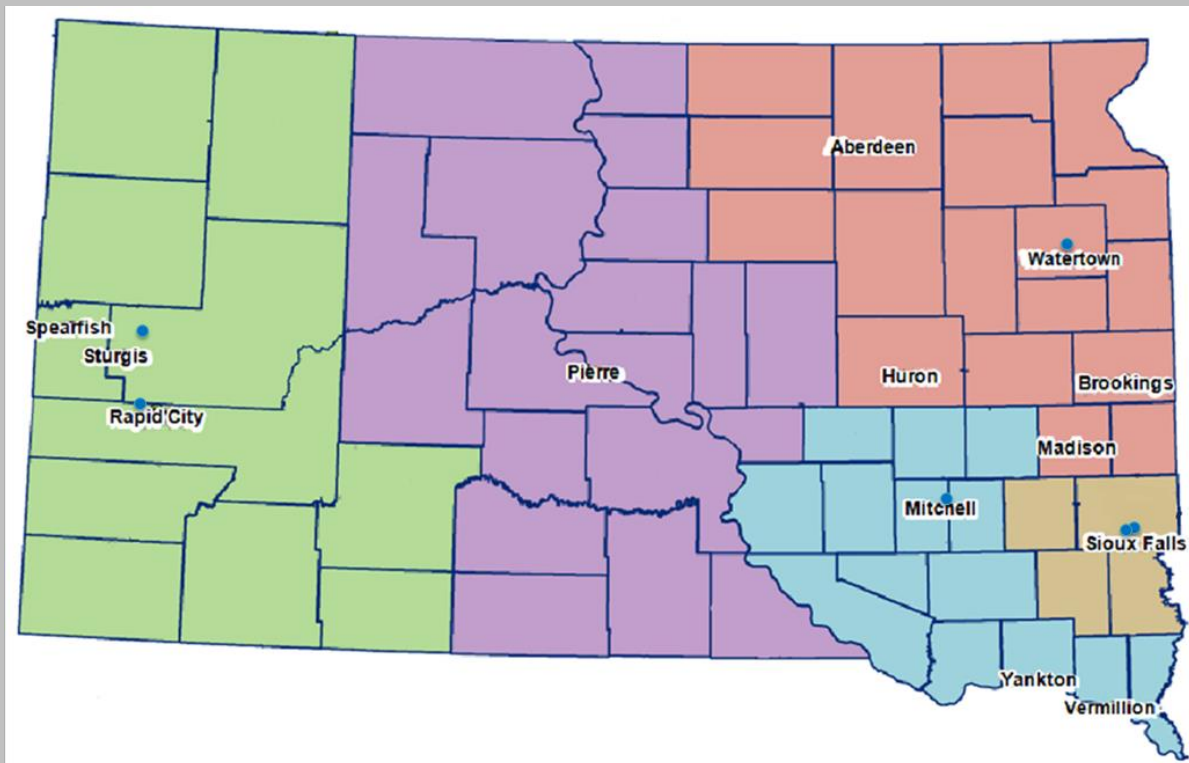 Aberdeen
Watertown
Spearfish
Sturgis
Pierre
Huron
Brookings
Rapid City
Madison
Mitchell
Sioux Falls
Yankton
Vermillion